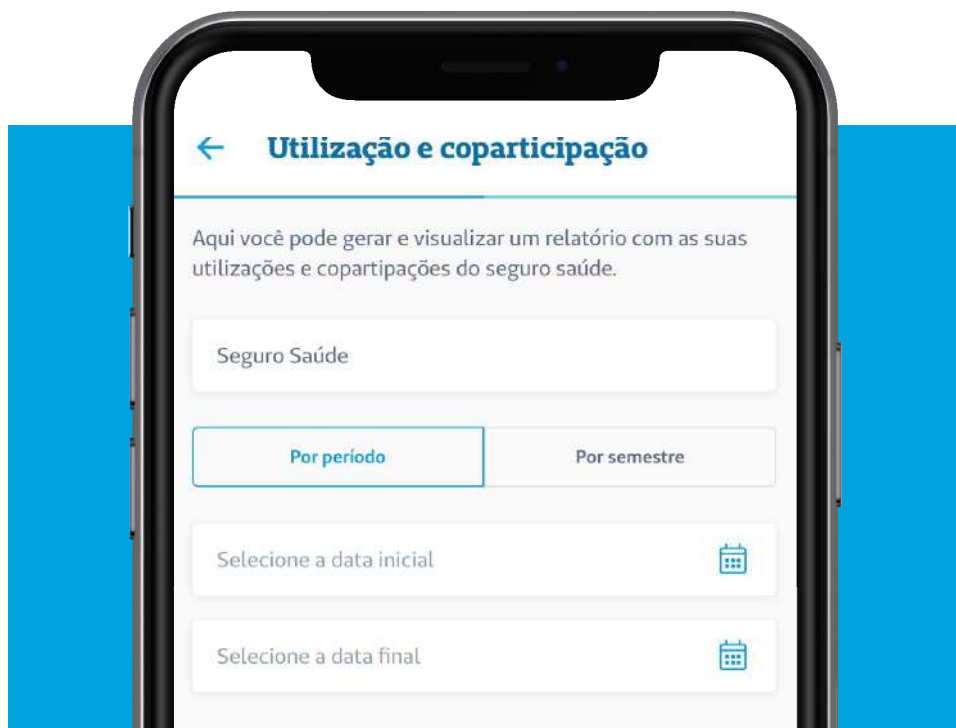 Utilização e coparticipação
Aqui você pode gerar e visualizar um relatório com as suas
utilizações e copartipações do seguro saúde.
Seguro Saúde
Por período
Por semestre
Selecione a data inicial
Selecione a data final